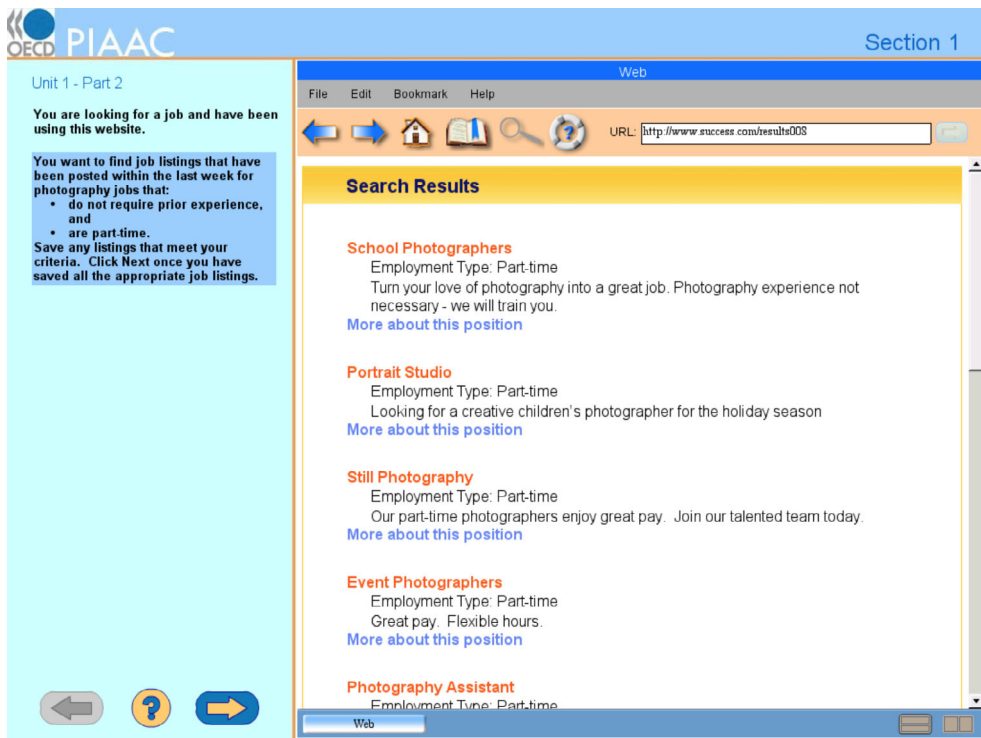 OECD PIAAC
Section 1
Unit 1 - Part 2
You are looking for a job and have been
using this website.
You want to find job listings that have
been posted within the last week for
photography jobs that:
• do not require prior experience,
and
• are part-time.
Save any listings that meet your
criteria. Click Next once you have
saved all the appropriate job listings.
Web
File Edit Bookmark Help
URL: http://www.success.com/results008
Search Results
School Photographers
Employment Type: Part-time
Turn your love of photography into a great job. Photography experience not
necessary - we will train you.
More about this position
Portrait Studio
Employment Type: Part-time
Looking for a creative children's photographer for the holiday season
More about this position
Still Photography
Employment Type: Part-time
Our part-time photographers enjoy great pay. Join our talented team today.
More about this position
Event Photographers
Employment Type: Part-time
Great pay. Flexible hours.
More about this position
Photography Assistant
Employment Type: Part-time
Web